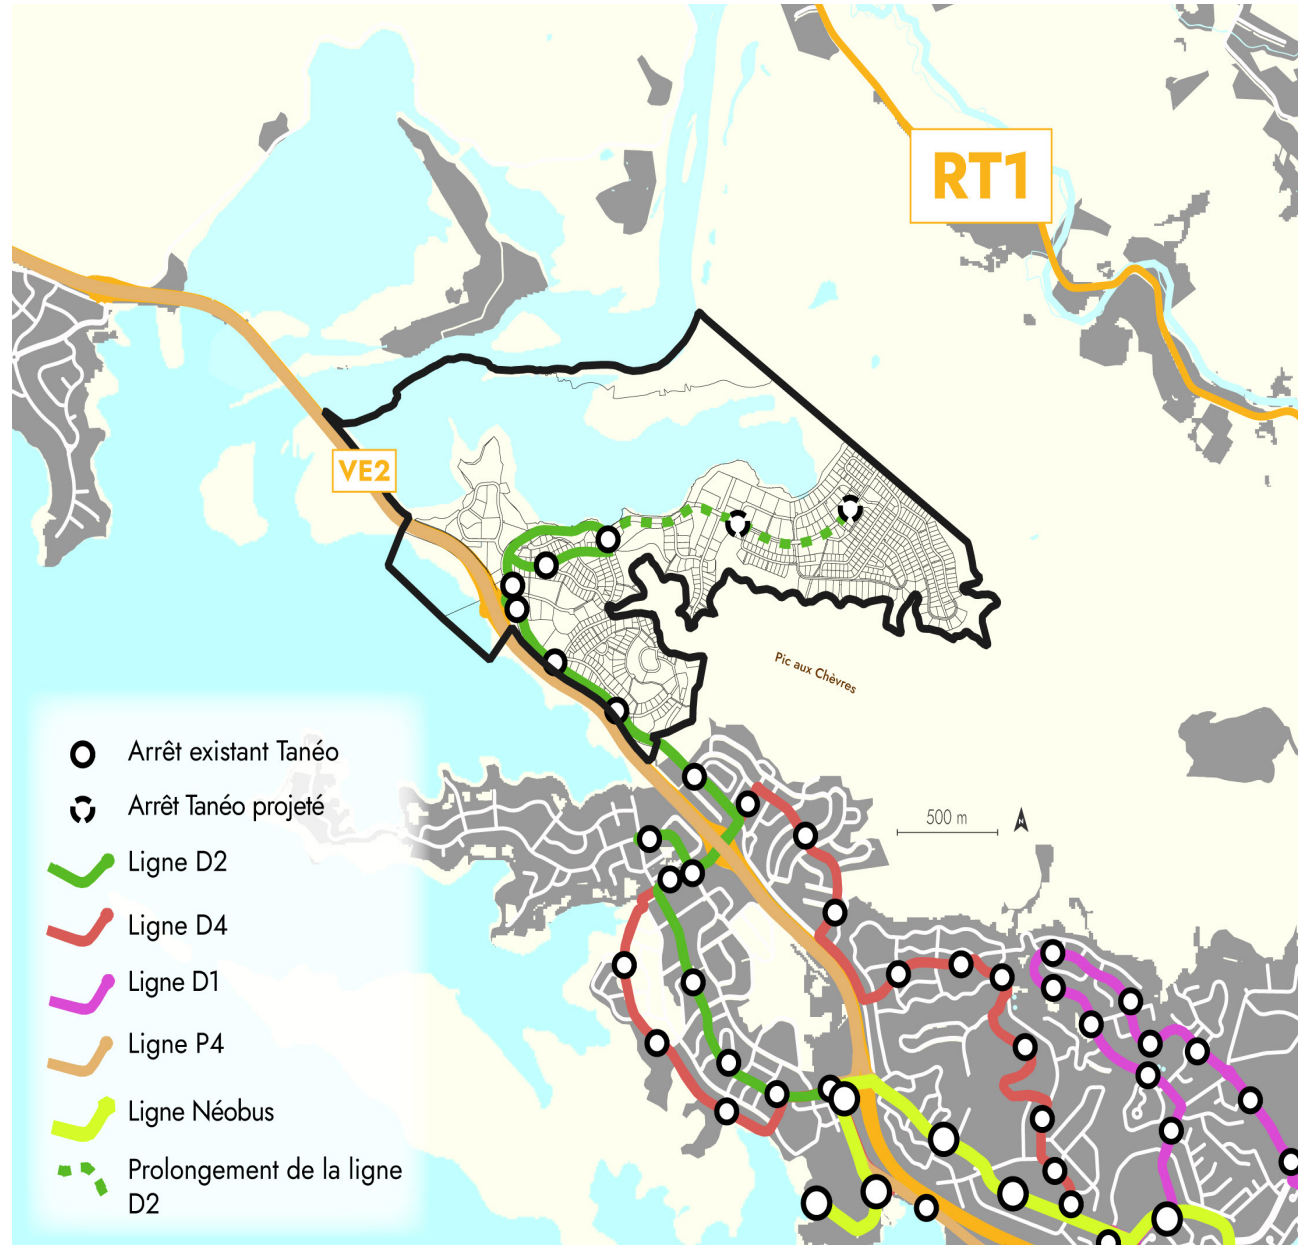 RT1
VE2
Pic aux Chèvres
500 m
N
Arrêt existant Tanéo
Arrêt Tanéo projeté
Ligne D2
Ligne D4
Ligne D1
Ligne P4
Ligne Néobus
Prolongement de la ligne
D2